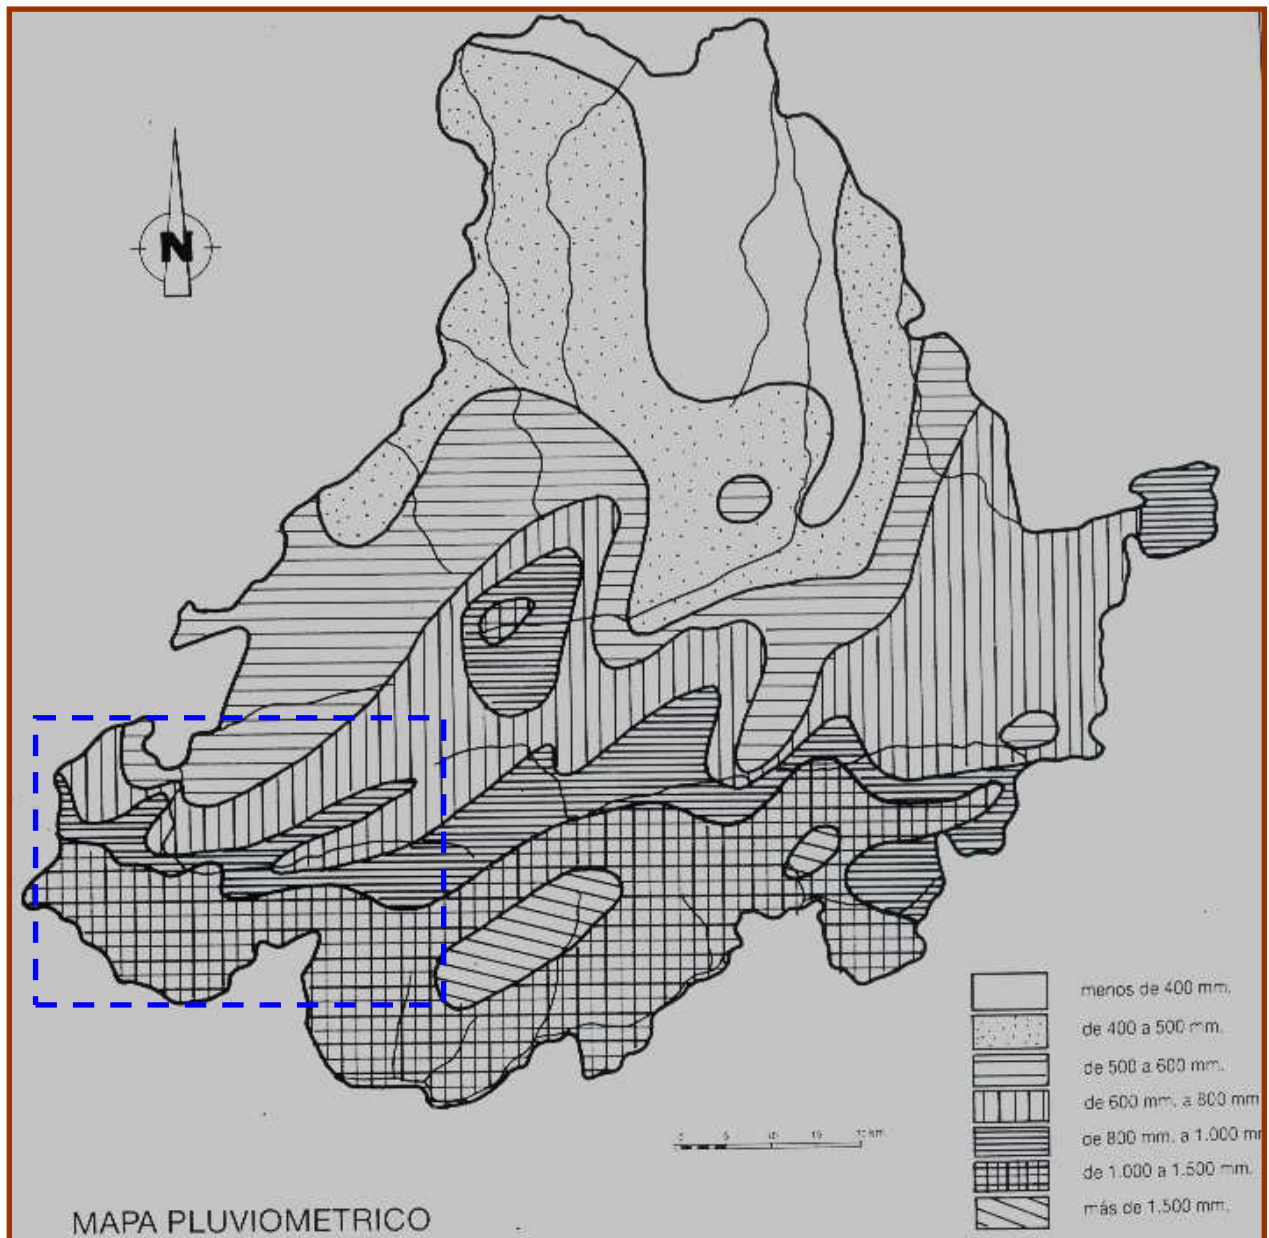 N
menos de 400 mm.
de 400 a 500 mm.
de 500 a 600 mm.
de 600 mm. a 800 mm
de 800 mm. a 1.000 m
de 1.000 a 1.500 mm.
más de 1.500 mm.
MAPA PLUVIOMETRICO